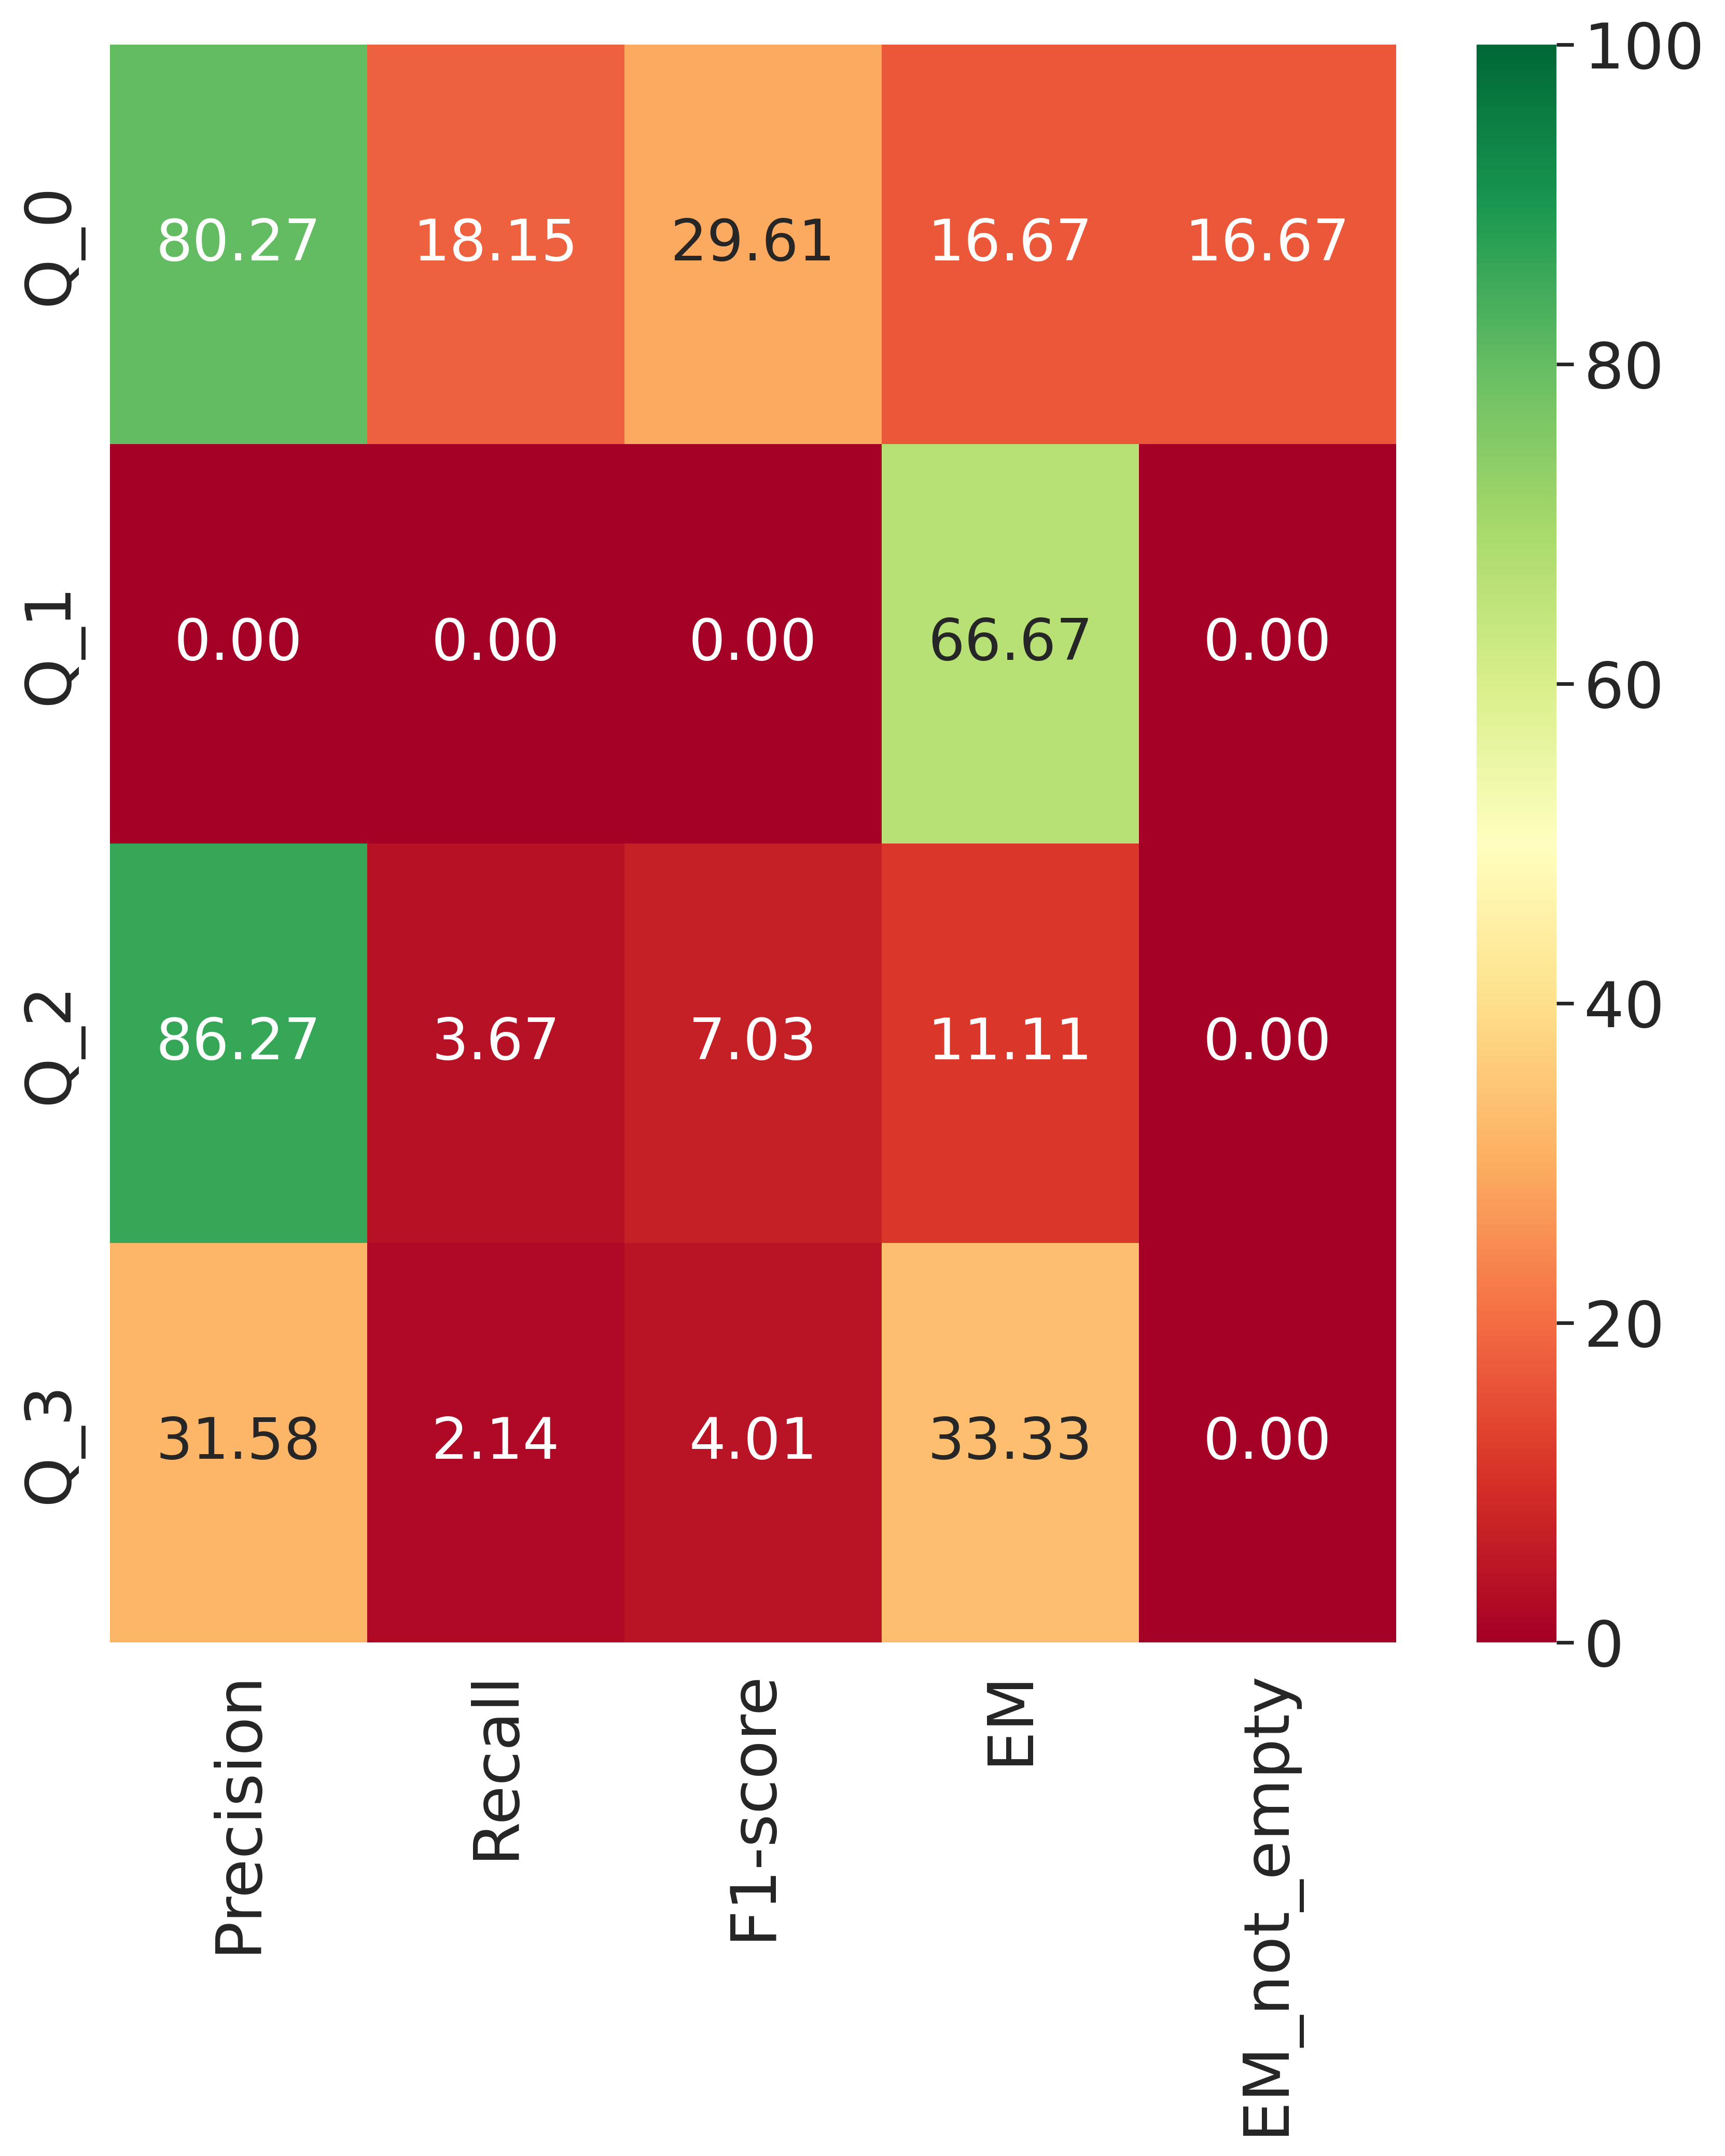 100
80
60
40
20
0
Q_0 80.27 18.15 29.61 16.67 16.67
Q_1 0.00 0.00 0.00 66.67 0.00
Q_2 86.27 3.67 7.03 11.11 0.00
Q_3 31.58 2.14 4.01 33.33 0.00
Precision
Recall
F1-score
EM
EM_not_empty